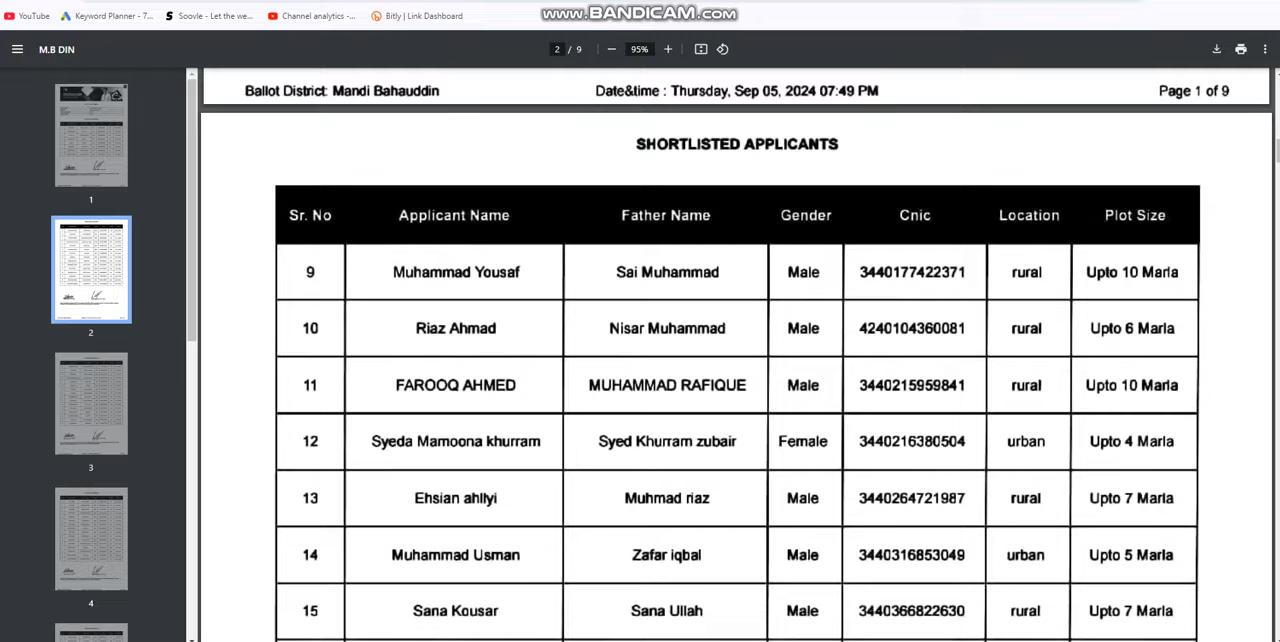 www.BANDICAM.com
YouTube Keyword Planner - 7... Soovle - Let the we... Channel analytics -... Bitly | Link Dashboard
M.B DIN 2 / 9 95%
Ballot District: Mandi Bahauddin Date&time : Thursday, Sep 05, 2024 07:49 PM Page 1 of 9
SHORTLISTED APPLICANTS
Sr. No Applicant Name Father Name Gender Cnic Location Plot Size
9 Muhammad Yousaf Sai Muhammad Male 3440177422371 rural Upto 10 Marla
10 Riaz Ahmad Nisar Muhammad Male 4240104360081 rural Upto 6 Marla
11 FAROOQ AHMED MUHAMMAD RAFIQUE Male 3440215959841 rural Upto 10 Marla
12 Syeda Mamoona khurram Syed Khurram zubair Female 3440216380504 urban Upto 4 Marla
13 Ehsian ahllyi Muhmad riaz Male 3440264721987 rural Upto 7 Marla
14 Muhammad Usman Zafar iqbal Male 3440316853049 urban Upto 5 Marla
15 Sana Kousar Sana Ullah Male 3440366822630 rural Upto 7 Marla
1
2
3
4